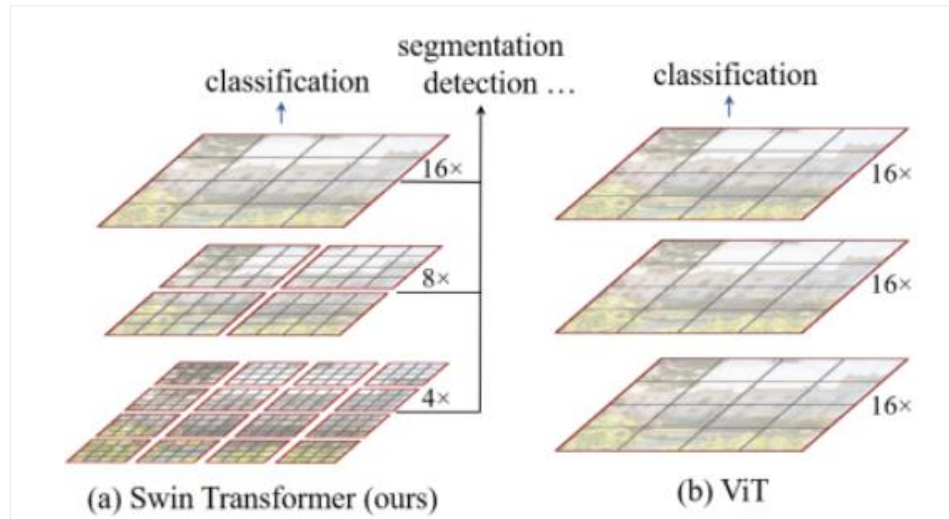 segmentation
classification
detection ...
classification
16×
8×
4×
16×
16×
16×
(a) Swin Transformer (ours)
(b) ViT